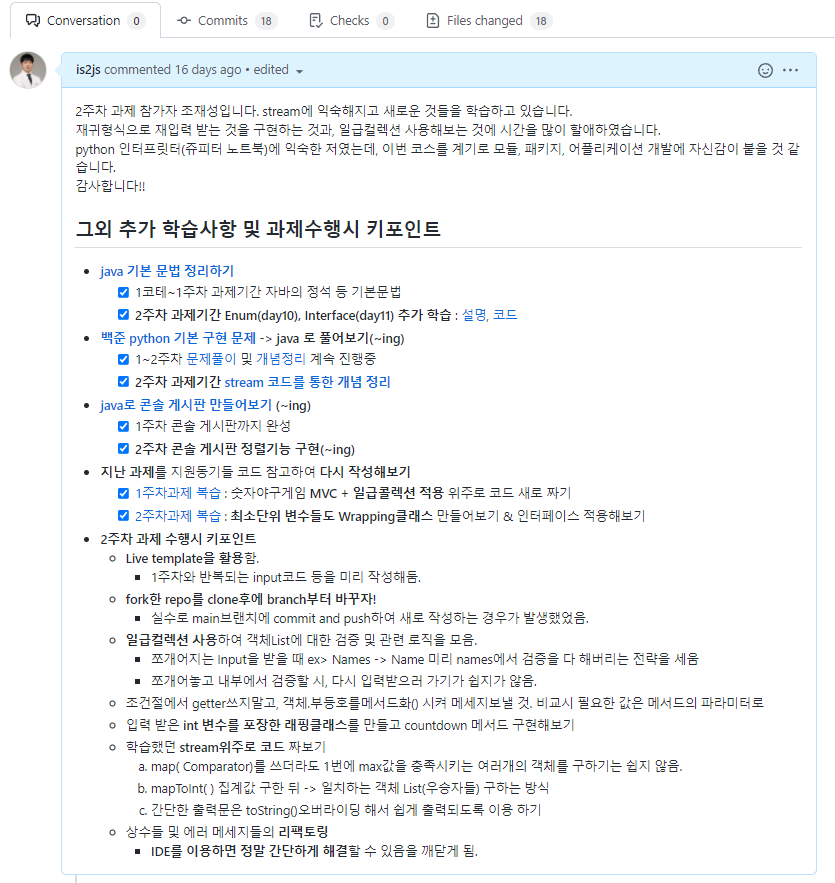 Conversation 0 Commits 18 Checks 0 Files changed 18
is2js commented 16 days ago • edited
2주차 과제 참가자 조재성입니다. stream에 익숙해지고 새로운 것들을 학습하고 있습니다.
재귀형식으로 재입력 받는 것을 구현하는 것과, 일급컬렉션 사용해보는 것에 시간을 많이 할애하였습니다.
python 인터프릿터(쥬피터 노트북)에 익숙한 저였는데, 이번 코스를 계기로 모듈, 패키지, 어플리케이션 개발에 자신감이 붙을 것 같
습니다.
감사합니다!!
그외 추가 학습사항 및 과제수행시 키포인트
• java 기본 문법 정리하기
1코테~1주차 과제기간 자바의 정석 등 기본문법
2주차 과제기간 Enum(day10), Interface(day11) 추가 학습 : 설명, 코드
• 백준 python 기본 구현 문제 -> java 로 풀어보기(~ing)
1~2주차 문제풀이 및 개념정리 계속 진행중
2주차 과제기간 stream 코드를 통한 개념 정리
• java로 콘솔 게시판 만들어보기 (~ing)
1주차 콘솔 게시판까지 완성
2주차 콘솔 게시판 정렬기능 구현(~ing)
• 지난 과제를 지원동기들 코드 참고하여 다시 작성해보기
1주차과제 복습 : 숫자야구게임 MVC + 일급콜렉션 적용 위주로 코드 새로 짜기
2주차과제 복습 : 최소단위 변수들도 Wrapping클래스 만들어보기 & 인터페이스 적용해보기
• 2주차 과제 수행시 키포인트
Live template을 활용함.
1주차와 반복되는 input코드 등을 미리 작성해둠.
fork한 repo를 clone후에 branch부터 바꾸자!
실수로 main브랜치에 commit and push하여 새로 작성하는 경우가 발생했었음.
일급컬렉션 사용하여 객체List에 대한 검증 및 관련 로직을 모음.
쪼개어지는 Input을 받을 때 ex> Names -> Name 미리 names에서 검증을 다 해버리는 전략을 세움
쪼개어놓고 내부에서 검증할 시, 다시 입력받으러 가기가 쉽지가 않음.
조건절에서 getter쓰지말고, 객체.부등호를메서드화() 시켜 메세지보낼 것. 비교시 필요한 값은 메서드의 파라미터로
입력 받은 int 변수를 포장한 래핑클래스를 만들고 countdown 메서드 구현해보기
학습했던 stream위주로 코드 짜보기
a. map( Comparator)를 쓰더라도 1번에 max값을 충족시키는 여러개의 객체를 구하기는 쉽지 않음.
b. mapToInt( ) 집계값 구한 뒤 -> 일치하는 객체 List(우승자들) 구하는 방식
c. 간단한 출력문은 toString()오버라이딩 해서 쉽게 출력되도록 이용 하기
상수들 및 에러 메세지들의 리팩토링
IDE를 이용하면 정말 간단하게 해결할 수 있음을 깨닫게 됨.